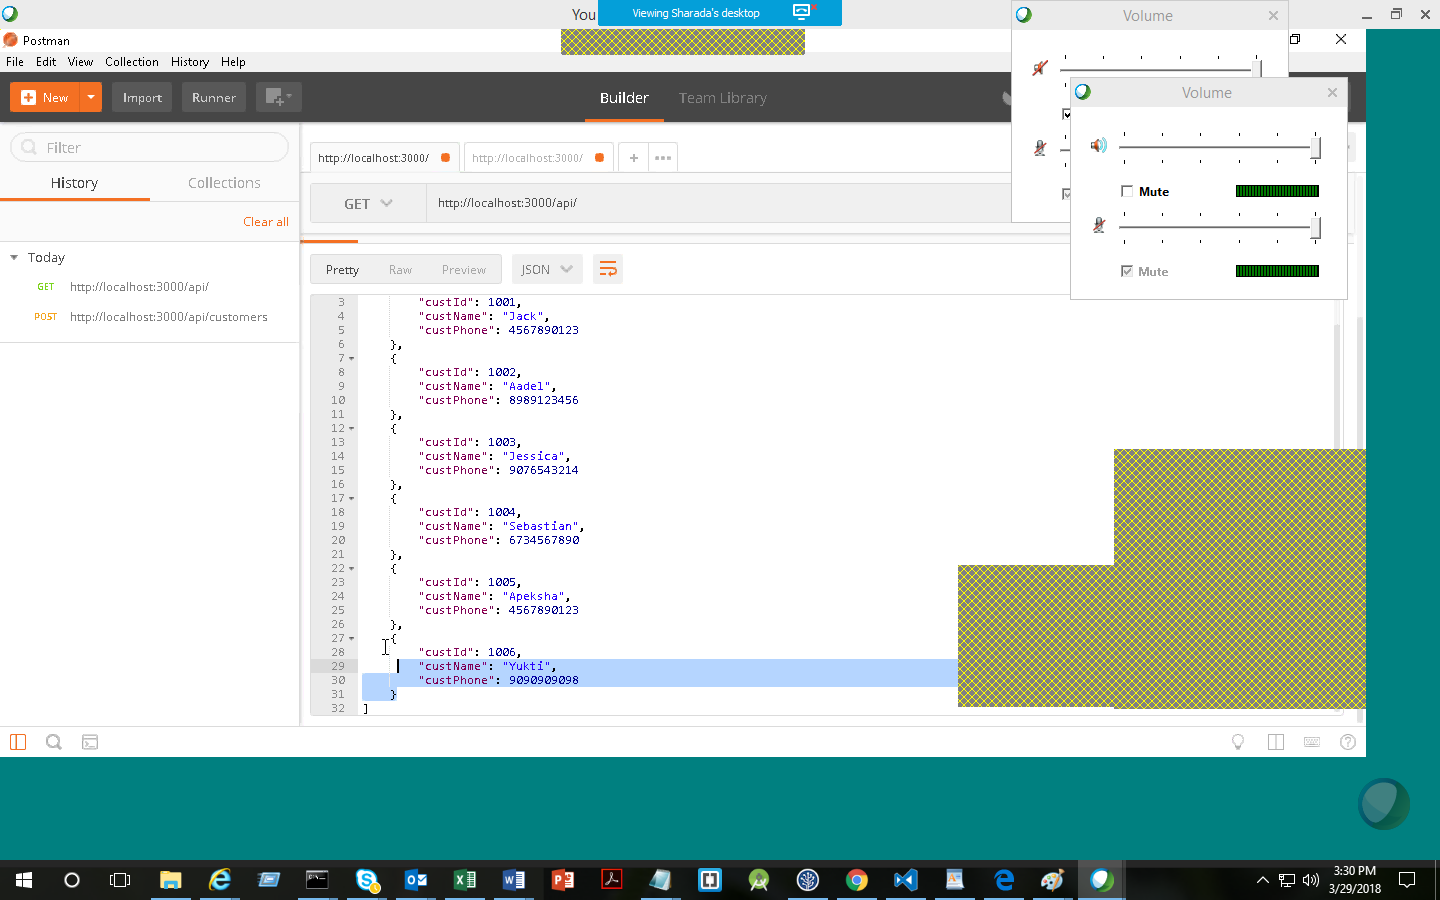 You
Viewing Sharada's desktop
Volume
Postman
File Edit View Collection History Help
Volume
New Import Runner
Builder Team Library
Filter
http://localhost:3000/ http://localhost:3000/ + •••
History Collections
Mute
GET http://localhost:3000/api/
Clear all
Today
Pretty Raw Preview JSON
Mute
GET http://localhost:3000/api/
POST http://localhost:3000/api/customers
3 "custId": 1001,
4 "custName": "Jack",
5 "custPhone": 4567890123
6 },
7 {
8 "custId": 1002,
9 "custName": "Aadel",
10 "custPhone": 8989123456
11 },
12 {
13 "custId": 1003,
14 "custName": "Jessica",
15 "custPhone": 9076543214
16 },
17 {
18 "custId": 1004,
19 "custName": "Sebastian",
20 "custPhone": 6734567890
21 },
22 {
23 "custId": 1005,
24 "custName": "Apeksha",
25 "custPhone": 4567890123
26 },
27 {
28 "custId": 1006,
29 "custName": "Yukti",
30 "custPhone": 9090909098
31 }
32 ]
3:30 PM
3/29/2018